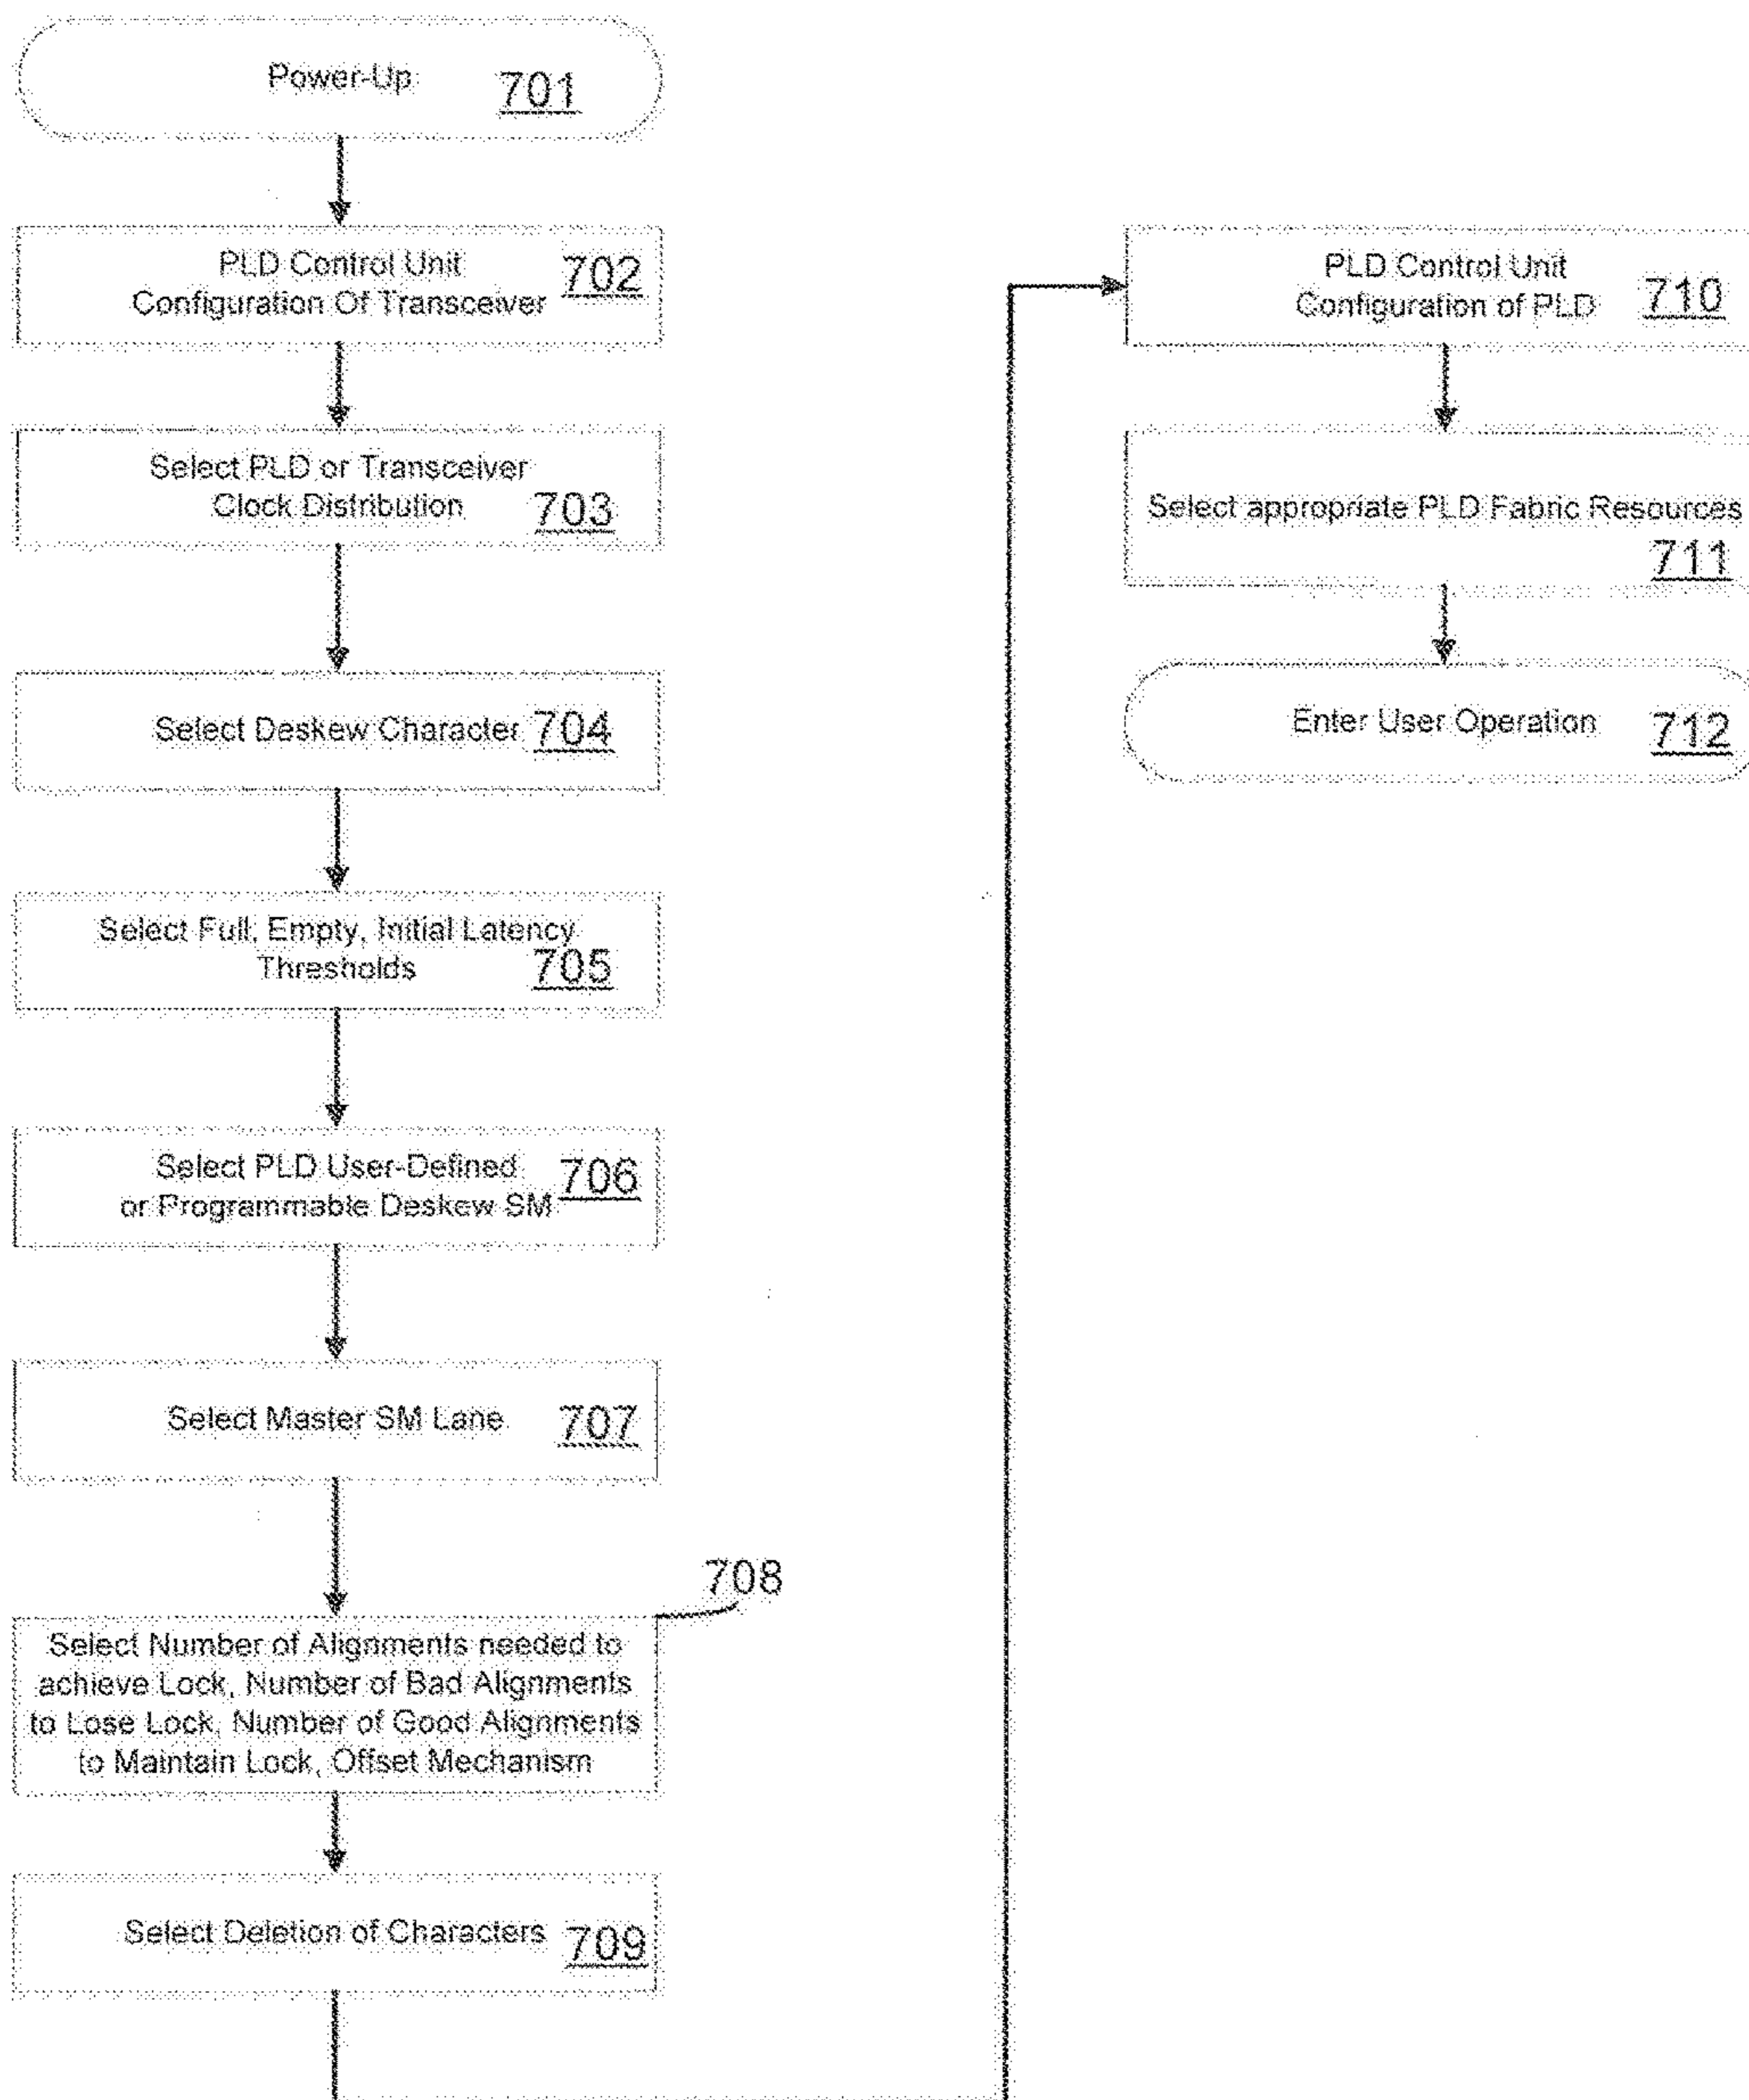 Power-Up 701
PLD Control Unit
Configuration Of Transceiver 702
Select PLD or Transceiver
Clock Distribution 703
Select Deskew Character 704
Select Full, Empty, Initial Latency
Thresholds 705
Select PLD User-Defined
or Programmable Deskew SM 706
Select Master SM Lane 707
708
Select Number of Alignments needed to
achieve Lock, Number of Bad Alignments
to Lose Lock, Number of Good Alignments
to Maintain Lock, Offset Mechanism
Select Deletion of Characters 709
PLD Control Unit
Configuration of PLD 710
Select appropriate PLD Fabric Resources
711
Enter User Operation 712